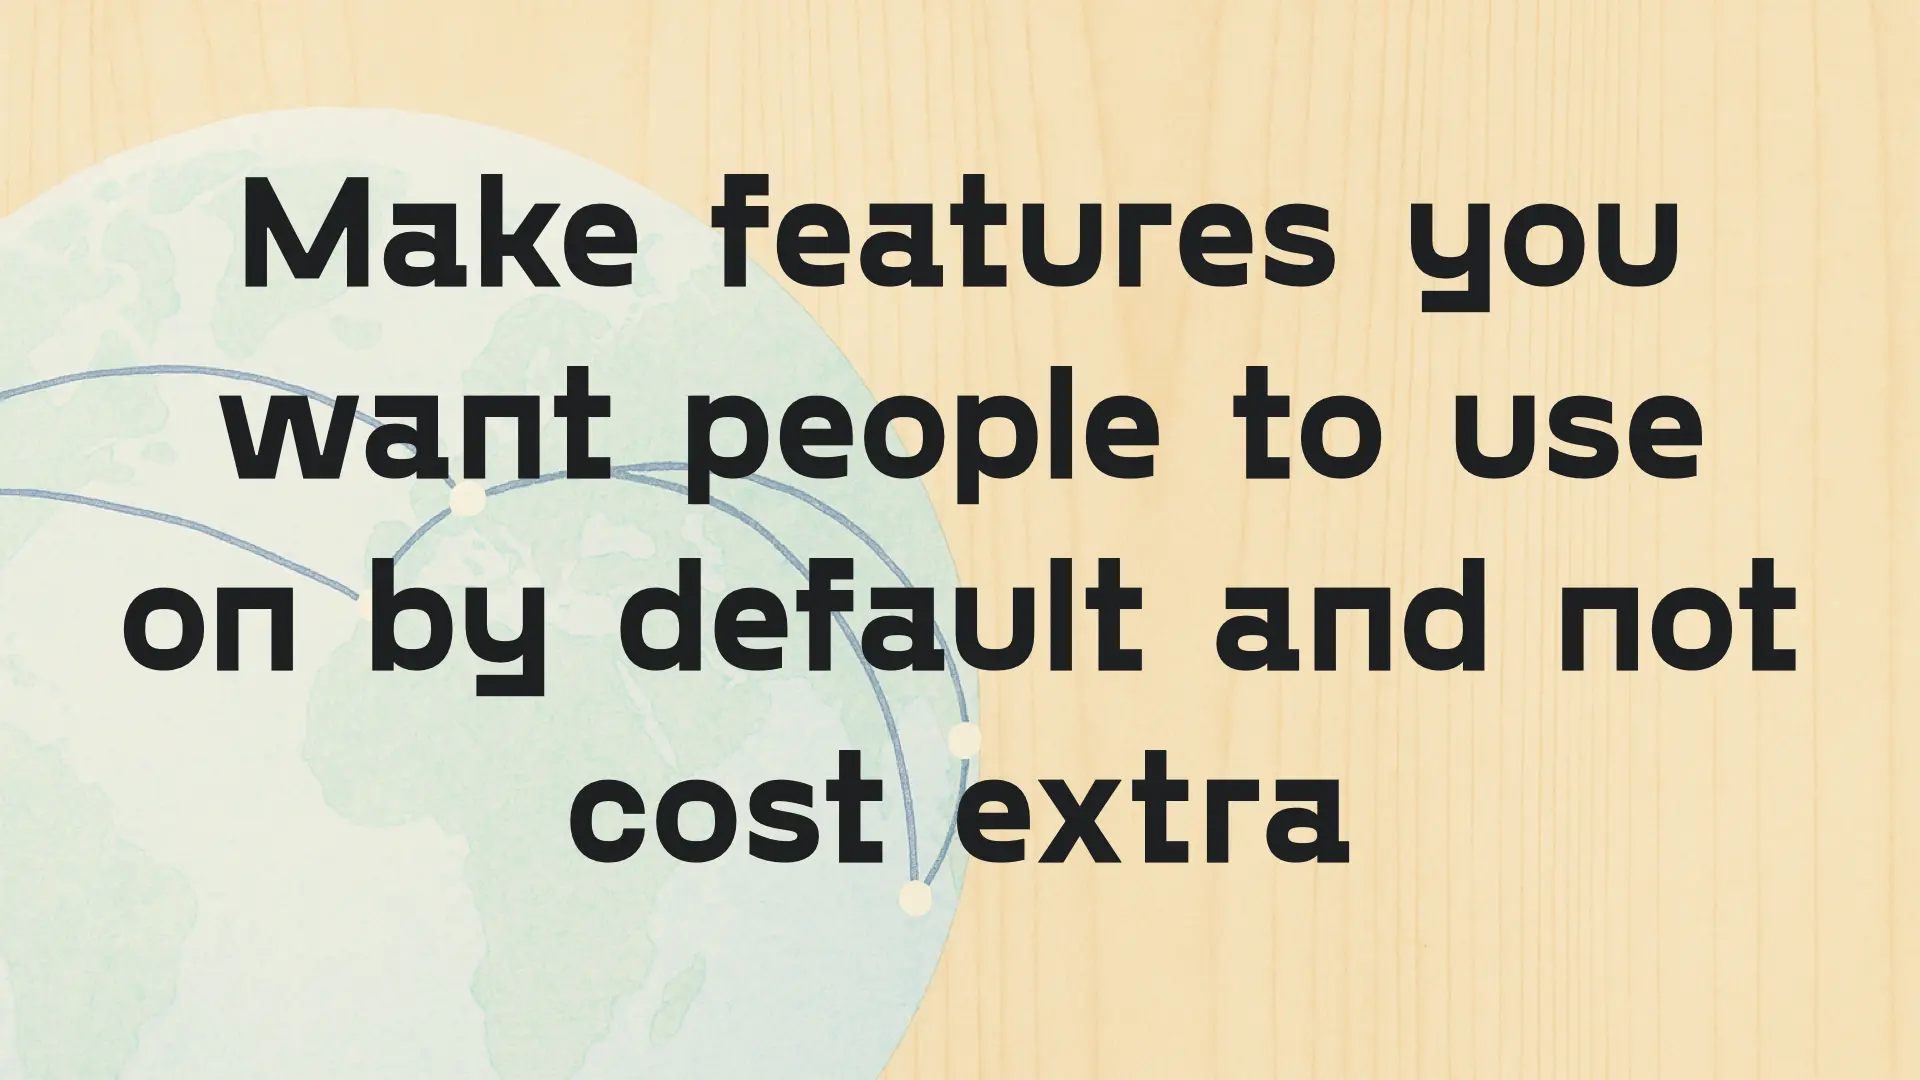 Make features you
want people to use
on by default and not
cost extra